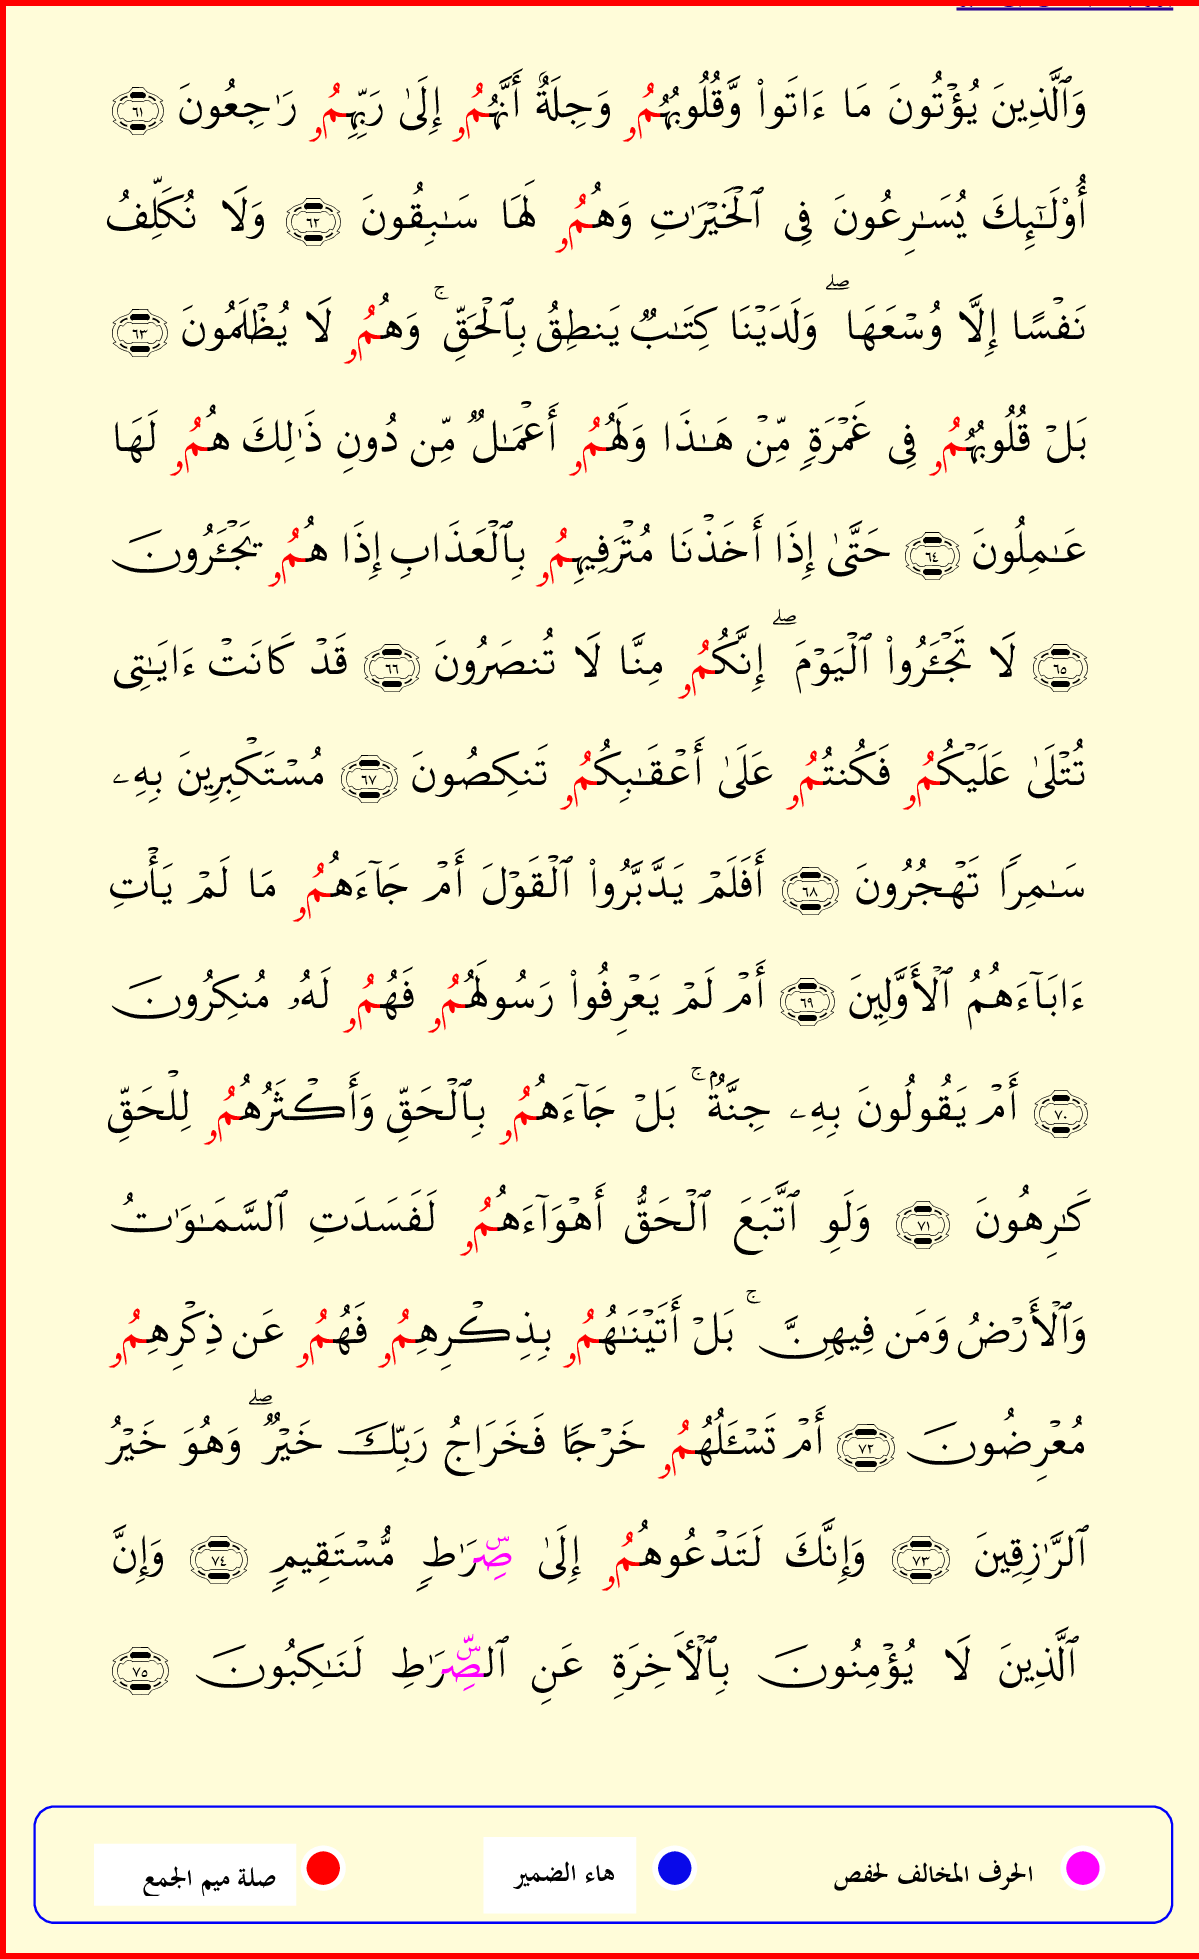 وَٱلَّذِينَ يُؤۡتُونَ مَا ءَاتَواْ وَّقُلُوبُهُمُۥ وَجِلَةٌ أَنَّهُمُۥ إِلَىٰ رَبِّهِمُۥ رَٰجِعُونَ ٦١
أُوْلَـٰٓئِكَ يُسَـٰرِعُونَ فِى ٱلۡخَيۡرَٰتِ وَهُمُۥ لَهَا سَـٰبِقُونَ ٦٢ وَلَا نُكَلِّفُ
نَفۡسًا إِلَّا وُسۡعَهَاۖ وَلَدَيۡنَا كِتَـٰبٌ يَنطِقُ بِٱلۡحَقِّۚ وَهُمُۥ لَا يُظۡلَمُونَ ٦٣
بَلۡ قُلُوبُهُمُۥ فِى غَمۡرَةٍ مِّنۡ هَـٰذَا وَلَهُمُۥ أَعۡمَـٰلٌ مِّن دُونِ ذَٰلِكَ هُمُۥ لَهَا
عَـٰمِلُونَ ٦٤ حَتَّىٰ إِذَا أَخَذۡنَا مُتۡرَفِيهِمُۥ بِٱلۡعَذَابِ إِذَا هُمُۥ يَجۡـَٔرُونَ
٦٥ لَا تَجۡـَٔرُواْ ٱلۡيَوۡمَۖ إِنَّكُمُۥ مِنَّا لَا تُنصَرُونَ ٦٦ قَدۡ كَانَتۡ ءَايَـٰتِى
تُتۡلَىٰ عَلَيۡكُمُۥ فَكُنتُمُۥ عَلَىٰ أَعۡقَـٰبِكُمُۥ تَنكِصُونَ ٦٧ مُسۡتَكۡبِرِينَ بِهِۦ
سَـٰمِرًا تَهۡجُرُونَ ٦٨ أَفَلَمۡ يَدَّبَّرُواْ ٱلۡقَوۡلَ أَمۡ جَآءَهُمُۥ مَا لَمۡ يَأۡتِ
ءَابَآءَهُمُ ٱلۡأَوَّلِينَ ٦٩ أَمۡ لَمۡ يَعۡرِفُواْ رَسُولَهُمُۥ فَهُمُۥ لَهُۥ مُنكِرُونَ
٧٠ أَمۡ يَقُولُونَ بِهِۦ جِنَّةُۢۚ بَلۡ جَآءَهُمُۥ بِٱلۡحَقِّ وَأَكۡثَرُهُمُۥ لِلۡحَقِّ
كَـٰرِهُونَ ٧١ وَلَوِ ٱتَّبَعَ ٱلۡحَقُّ أَهۡوَآءَهُمُۥ لَفَسَدَتِ ٱلسَّمَـٰوَٰتُ
وَٱلۡأَرۡضُ وَمَن فِيهِنَّۚ بَلۡ أَتَيۡنَـٰهُمُۥ بِذِكۡرِهِمُۥ فَهُمُۥ عَن ذِكۡرِهِمُۥ
مُعۡرِضُونَ ٧٢ أَمۡ تَسۡـَٔلُهُمُۥ خَرۡجًا فَخَرَاجُ رَبِّكَ خَيۡرٌۖ وَهُوَ خَيۡرُ
ٱلرَّٰزِقِينَ ٧٣ وَإِنَّكَ لَتَدۡعُوهُمُۥ إِلَىٰ صِّرَٰطٍ مُّسۡتَقِيمٍ ٧٤ وَإِنَّ
ٱلَّذِينَ لَا يُؤۡمِنُونَ بِٱلۡأَخِرَةِ عَنِ ٱلصِّرَٰطِ لَنَـٰكِبُونَ ٧٥
الحرف المخالف لحفص هاء الضمير صلة ميم الجمع